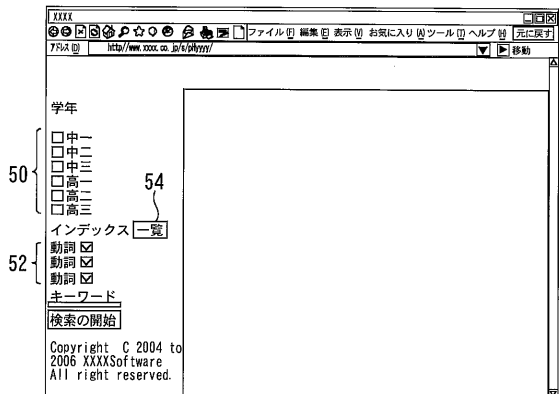 XXXX
ファイル(F) 編集(E) 表示(V) お気に入り(A) ツール(T) ヘルプ(H) 元に戻す
アドレス(D) http//www.xxxx.co.jp/s/pHyyyy/ 移動
学年
50
中一
中二
中三
高一
高二
高三
54
インデックス 一覧
52
動詞
動詞
動詞
キーワード
検索の開始
Copyright C 2004 to
2006 XXXXSoftware
All right reserved.